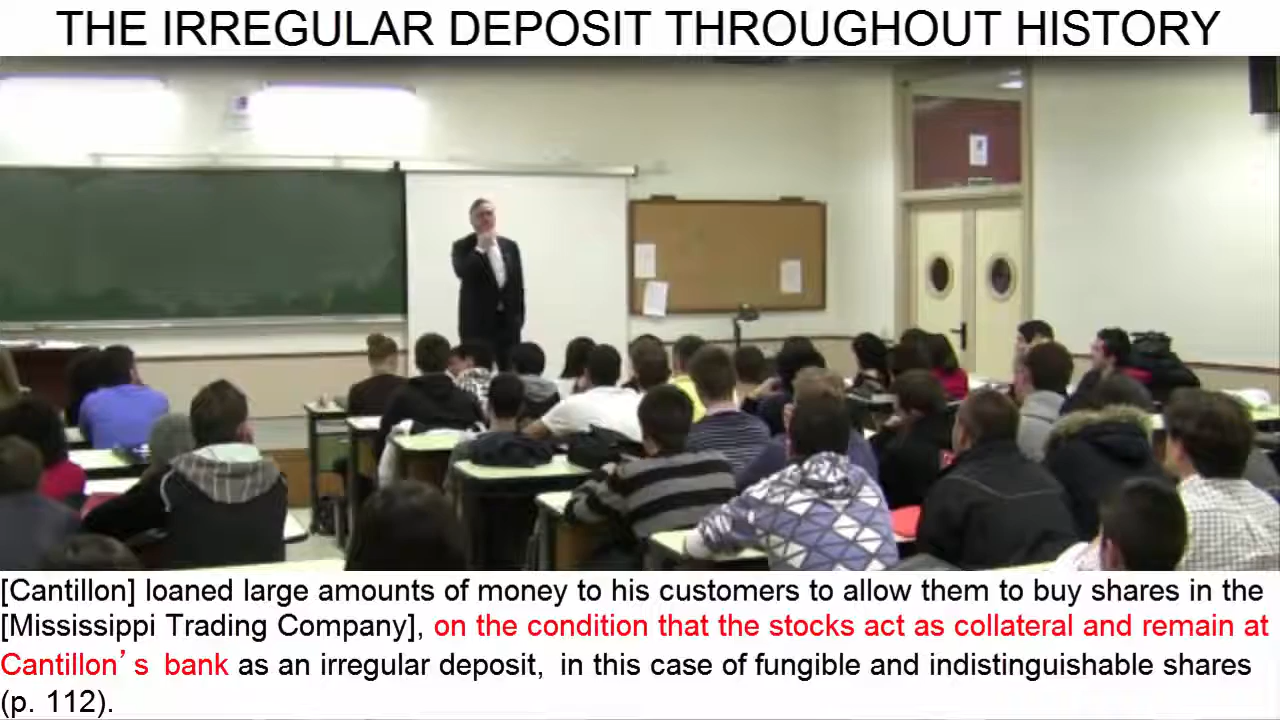 THE IRREGULAR DEPOSIT THROUGHOUT HISTORY
[Cantillon] loaned large amounts of money to his customers to allow them to buy shares in the
[Mississippi Trading Company], on the condition that the stocks act as collateral and remain at
Cantillon’s bank as an irregular deposit, in this case of fungible and indistinguishable shares
(p. 112).